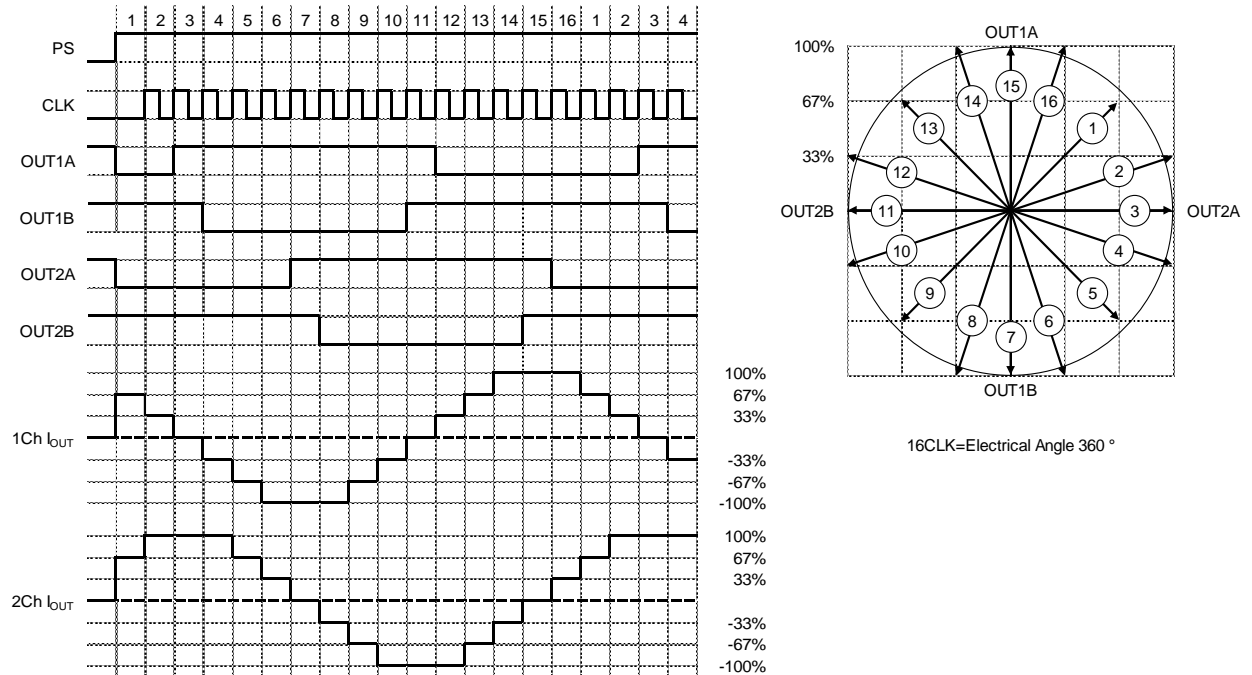 1 2 3 4 5 6 7 8 9 10 11 12 13 14 15 16 1 2 3 4
PS
CLK
OUT1A
OUT1B
OUT2A
OUT2B
100%
67%
33%
1Ch IOUT
-33%
-67%
-100%
100%
67%
33%
2Ch IOUT
-33%
-67%
-100%
OUT1A
100%
67%
33%
OUT2B
OUT2A
OUT1B
15
14
16
13
1
12
2
11
3
10
4
9
5
8
6
7
16CLK=Electrical Angle 360 °